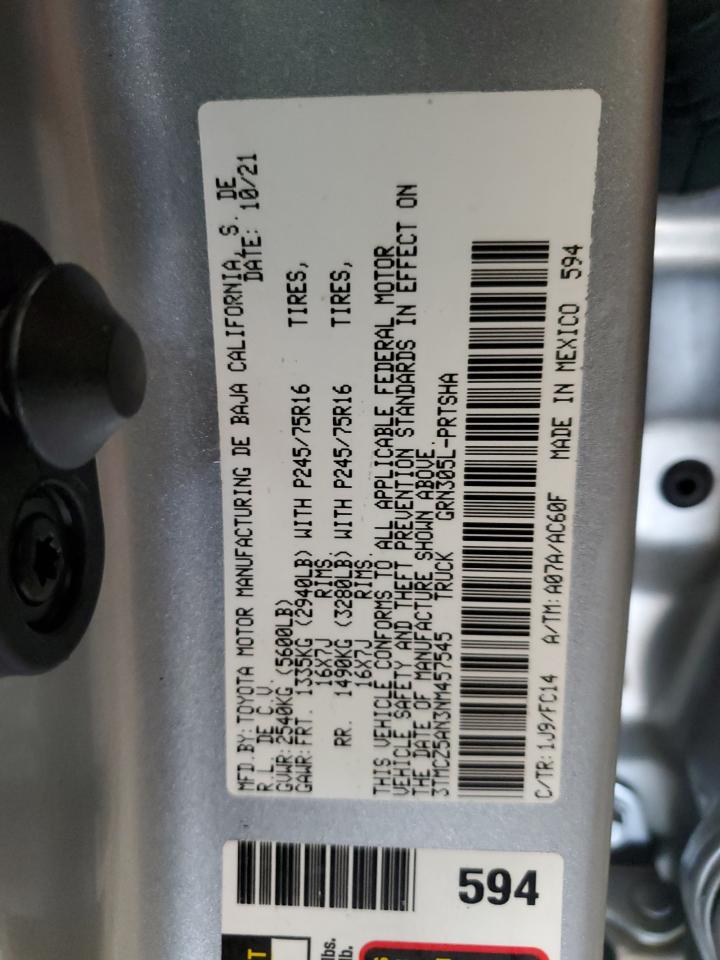 MFD.BY:TOYOTA MOTOR MANUFACTURING DE BAJA CALIFORNIA, S. DE
R.L. DE C.V. DATE: 10/21
GVWR: 2540KG (5600LB)
GAWR:FRT. 1335KG (2940LB) WITH P245/75R16 TIRES,
16X7J RIMS.
RR. 1490KG (3280LB) WITH P245/75R16 TIRES,
16X7J RIMS.
THIS VEHICLE CONFORMS TO ALL APPLICABLE FEDERAL MOTOR
VEHICLE SAFETY AND THEFT PREVENTION STANDARDS IN EFFECT ON
THE DATE OF MANUFACTURE SHOWN ABOVE.
3TMCZ5AN3NM457545 TRUCK GRN305L-PRTSHA
C/TR: 1J9/FC14 A/TM: A07A/AC60F MADE IN MEXICO 594
594
lbs.
lb.